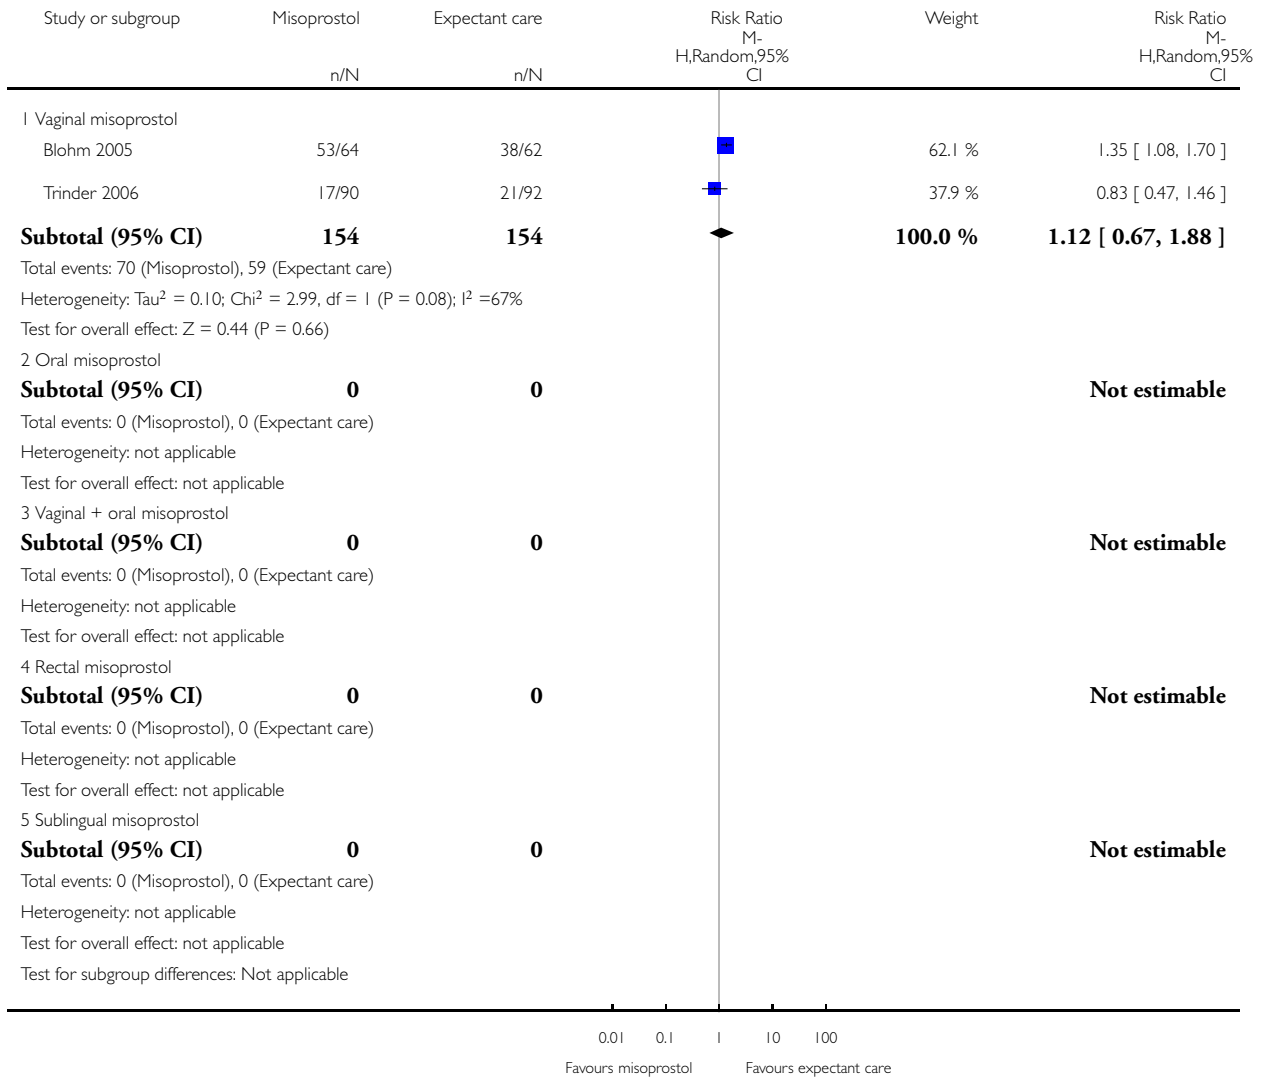 Study or subgroup Misoprostol Expectant care Risk Ratio Weight Risk Ratio
M- M-
H,Random,95% H,Random,95%
n/N n/N CI CI
1 Vaginal misoprostol
Blohm 2005 53/64 38/62 62.1 % 1.35 [ 1.08, 1.70 ]
Trinder 2006 17/90 21/92 37.9 % 0.83 [ 0.47, 1.46 ]
Subtotal (95% CI) 154 154 100.0 % 1.12 [ 0.67, 1.88 ]
Total events: 70 (Misoprostol), 59 (Expectant care)
Heterogeneity: Tau² = 0.10; Chi² = 2.99, df = 1 (P = 0.08); I² =67%
Test for overall effect: Z = 0.44 (P = 0.66)
2 Oral misoprostol
Subtotal (95% CI) 0 0 Not estimable
Total events: 0 (Misoprostol), 0 (Expectant care)
Heterogeneity: not applicable
Test for overall effect: not applicable
3 Vaginal + oral misoprostol
Subtotal (95% CI) 0 0 Not estimable
Total events: 0 (Misoprostol), 0 (Expectant care)
Heterogeneity: not applicable
Test for overall effect: not applicable
4 Rectal misoprostol
Subtotal (95% CI) 0 0 Not estimable
Total events: 0 (Misoprostol), 0 (Expectant care)
Heterogeneity: not applicable
Test for overall effect: not applicable
5 Sublingual misoprostol
Subtotal (95% CI) 0 0 Not estimable
Total events: 0 (Misoprostol), 0 (Expectant care)
Heterogeneity: not applicable
Test for overall effect: not applicable
Test for subgroup differences: Not applicable
0.01 0.1 1 10 100
Favours misoprostol Favours expectant care